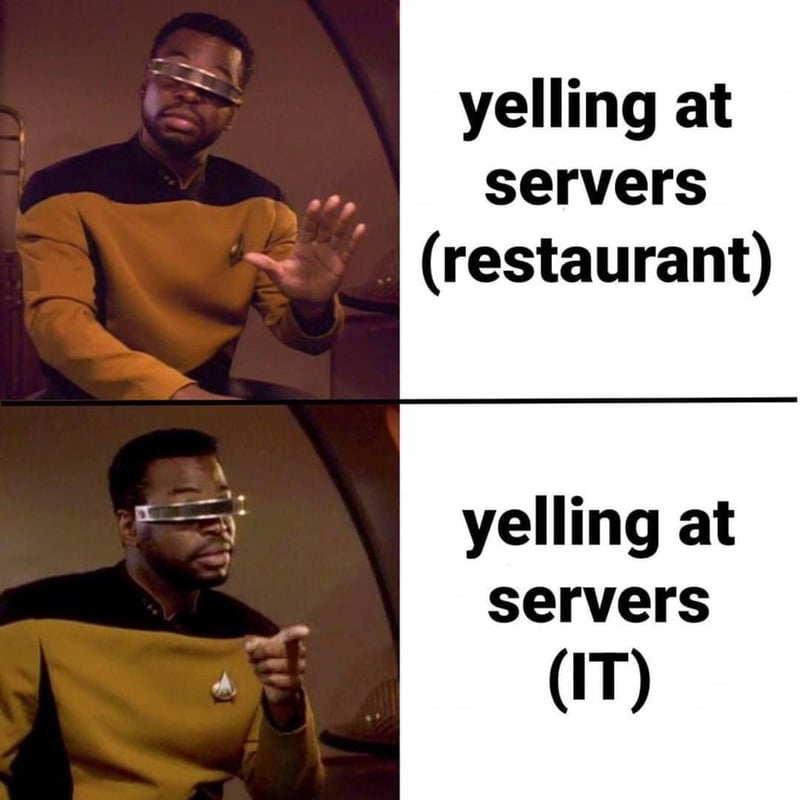 yelling at
servers
(restaurant)
yelling at
servers
(IT)